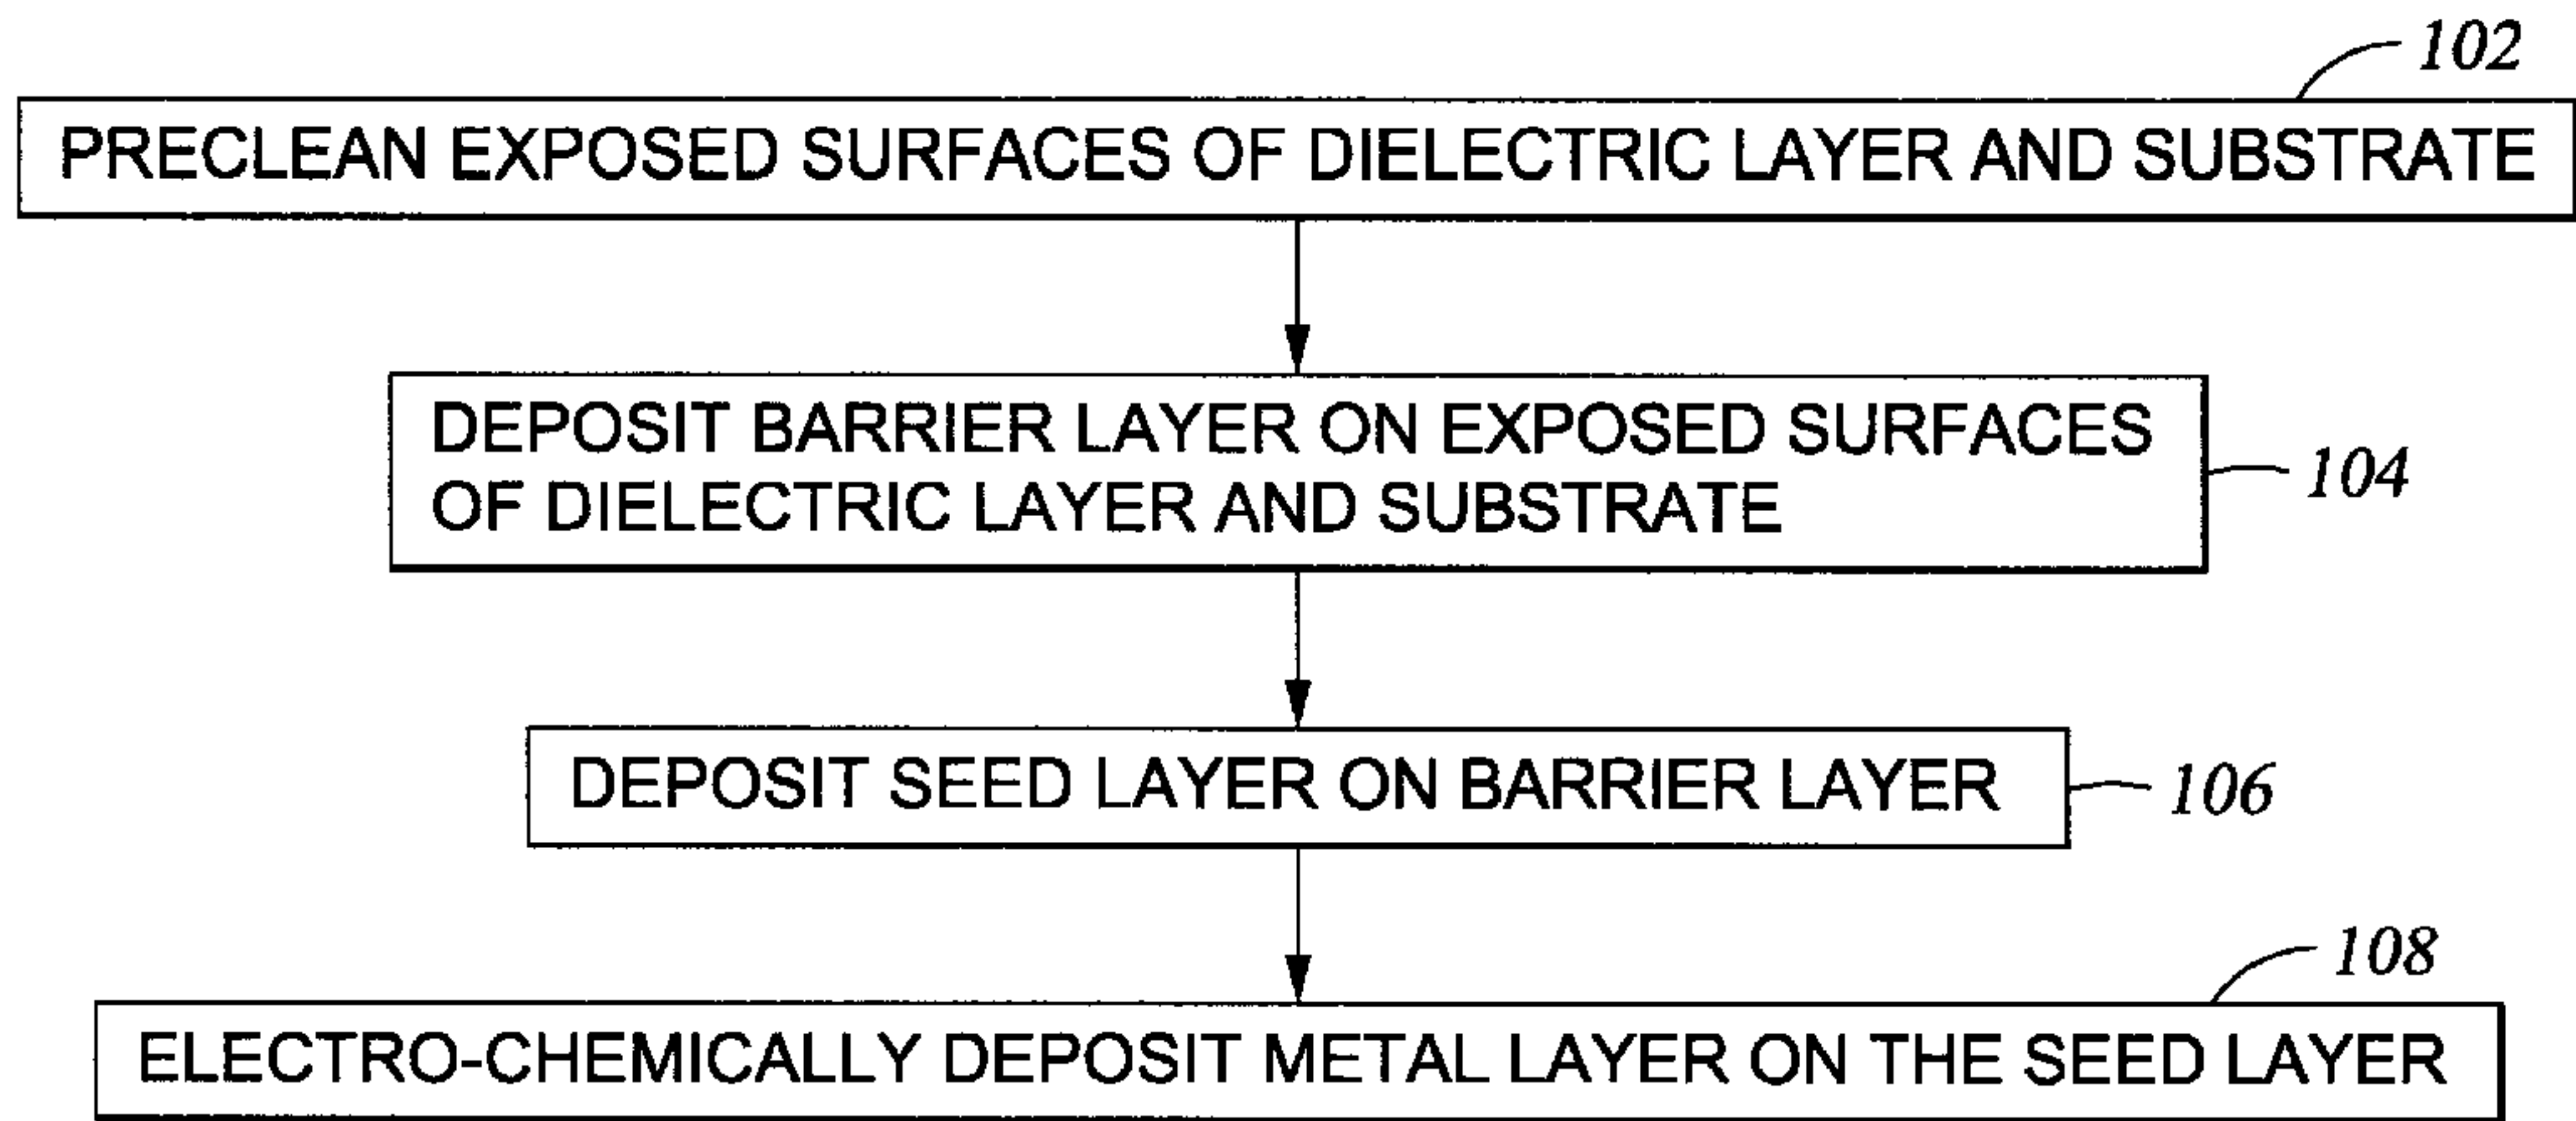 102
PRECLEAN EXPOSED SURFACES OF DIELECTRIC LAYER AND SUBSTRATE
DEPOSIT BARRIER LAYER ON EXPOSED SURFACES
OF DIELECTRIC LAYER AND SUBSTRATE
104
DEPOSIT SEED LAYER ON BARRIER LAYER
106
108
ELECTRO-CHEMICALLY DEPOSIT METAL LAYER ON THE SEED LAYER